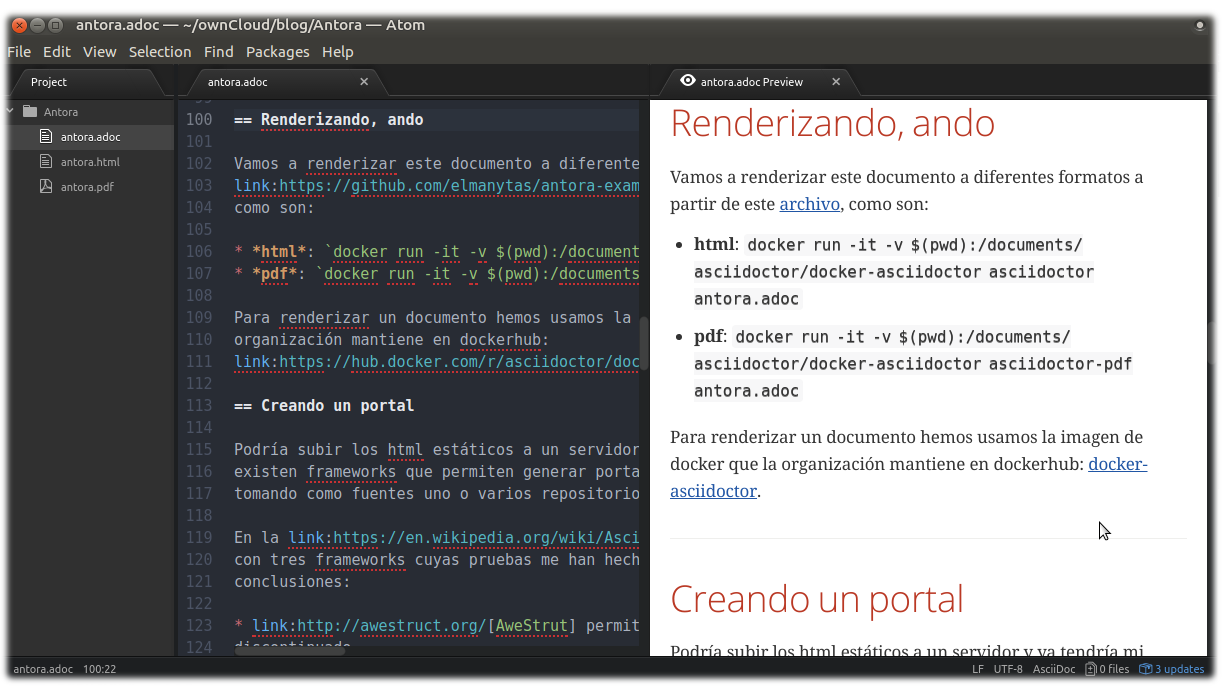 antora.adoc — ~/ownCloud/blog/Antora — Atom
File Edit View Selection Find Packages Help
Project
antora.adoc
antora.adoc Preview
Antora
antora.adoc
antora.html
antora.pdf
100 == Renderizando, ando
101
102 Vamos a renderizar este documento a diferente
103 link:https://github.com/elmanytas/antora-exam
104 como son:
105
106 * *html*: `docker run -it -v $(pwd):/document
107 * *pdf*: `docker run -it -v $(pwd):/documents
108
109 Para renderizar un documento hemos usamos la
110 organización mantiene en dockerhub:
111 link:https://hub.docker.com/r/asciidoctor/doc
112
113 == Creando un portal
114
115 Podría subir los html estáticos a un servidor
116 existen frameworks que permiten generar porta
117 tomando como fuentes uno o varios repositorio
118
119 En la link:https://en.wikipedia.org/wiki/Asci
120 con tres frameworks cuyas pruebas me han hech
121 conclusiones:
122
123 * link:http://awestruct.org/[AweStrut] permit
124 discontinuado
Renderizando, ando
Vamos a renderizar este documento a diferentes formatos a
partir de este archivo, como son:
• html: docker run -it -v $(pwd):/documents/
asciidoctor/docker-asciidoctor asciidoctor
antora.adoc
• pdf: docker run -it -v $(pwd):/documents/
asciidoctor/docker-asciidoctor asciidoctor-pdf
antora.adoc
Para renderizar un documento hemos usamos la imagen de
docker que la organización mantiene en dockerhub: docker-
asciidoctor.
Creando un portal
Podría subir los html estáticos a un servidor y ya tendría mi
antora.adoc 100:22
LF UTF-8 AsciiDoc 0 files 3 updates